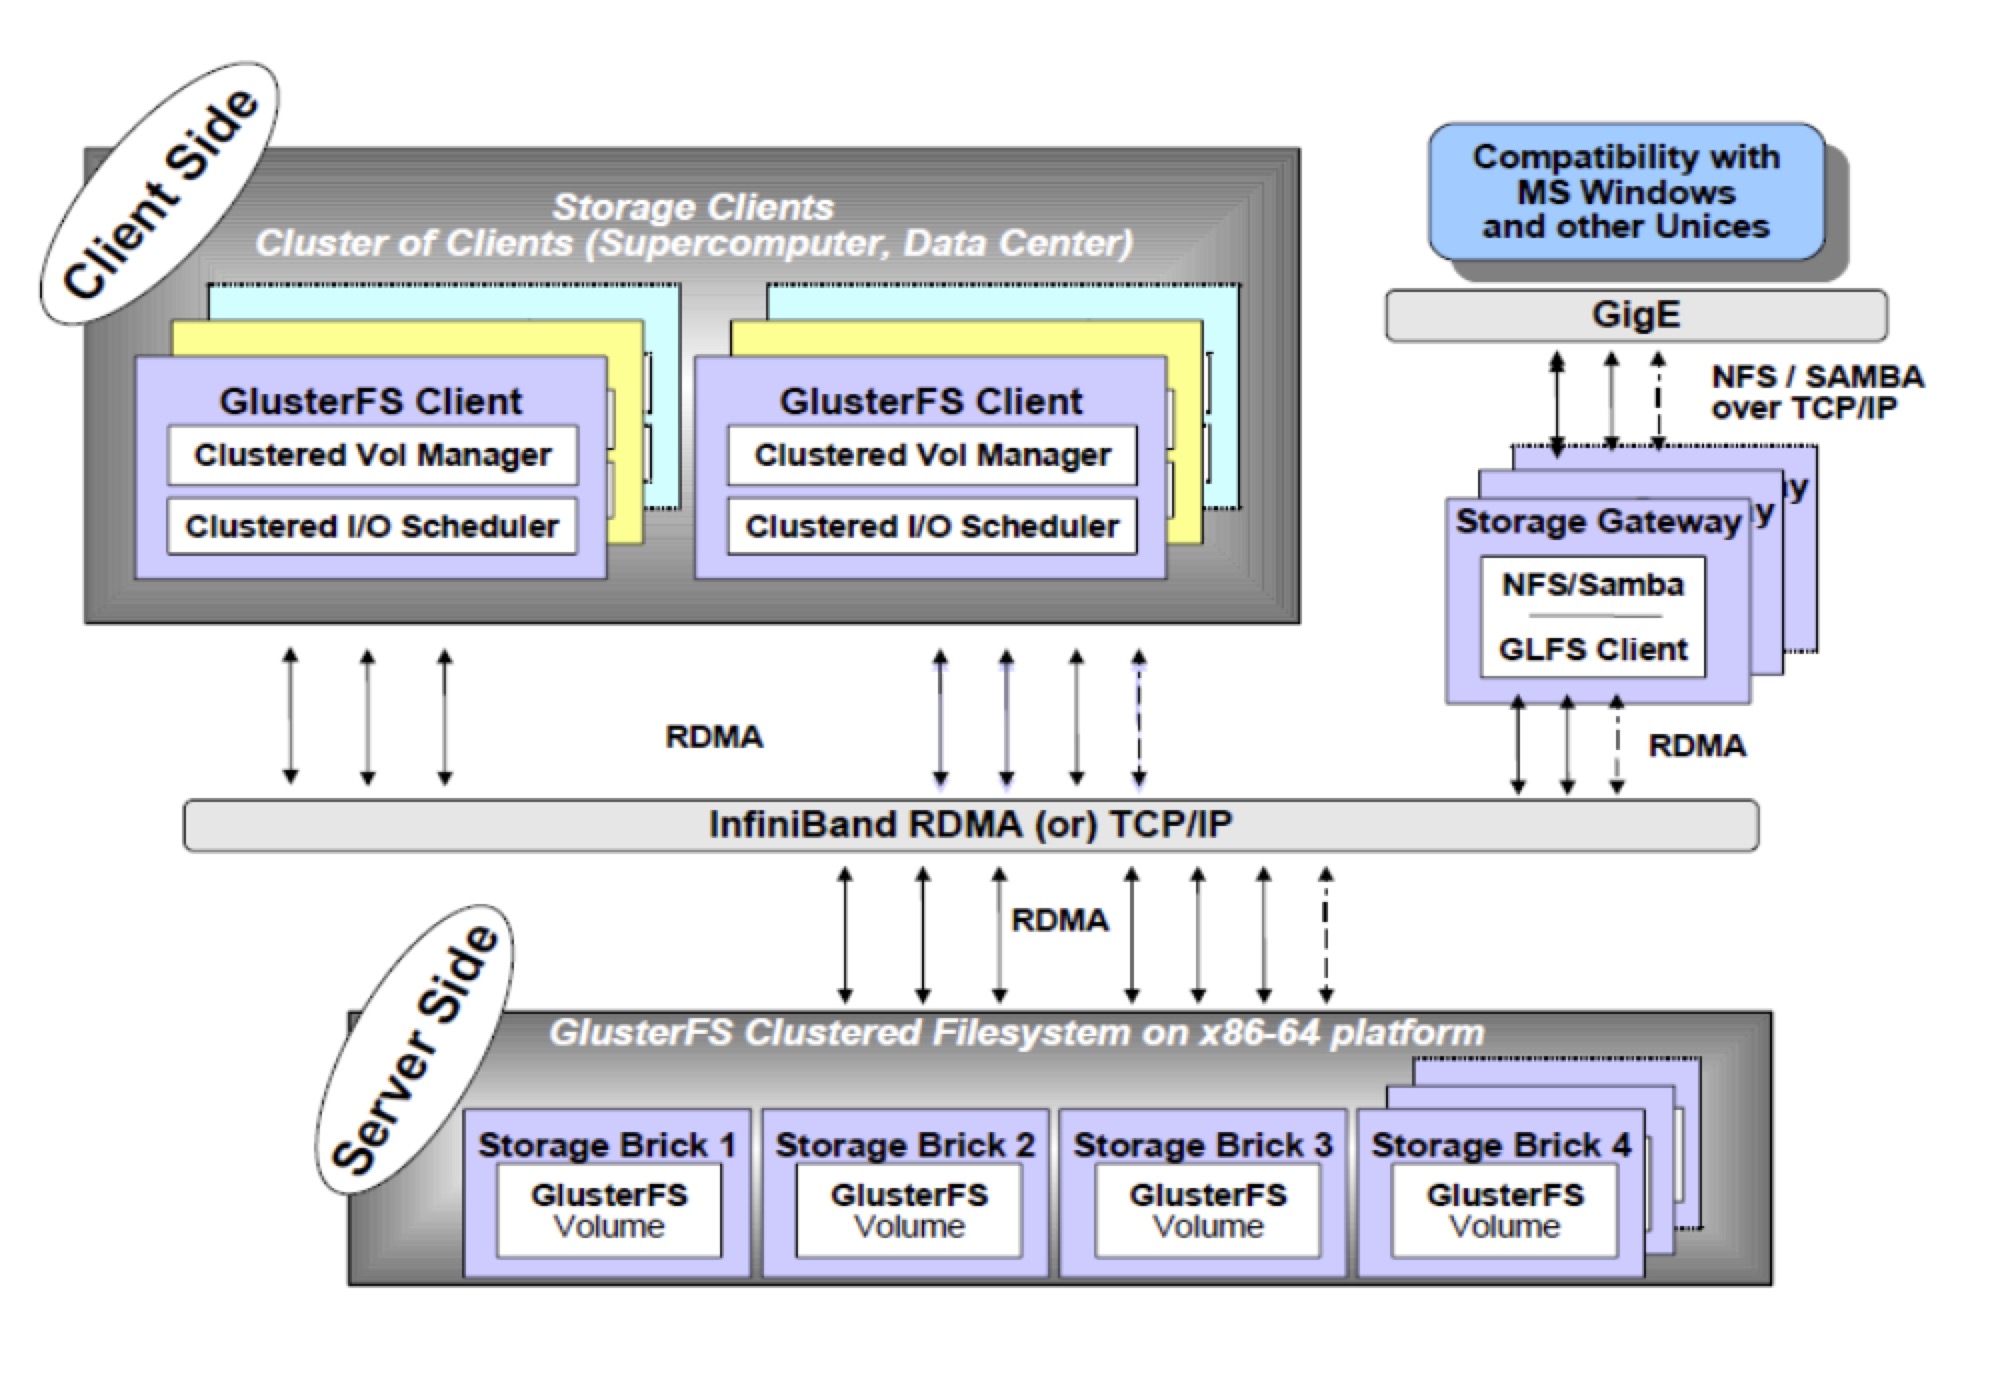 Client Side
Storage Clients
Cluster of Clients (Supercomputer, Data Center)
GlusterFS Client
Clustered Vol Manager
Clustered I/O Scheduler
GlusterFS Client
Clustered Vol Manager
Clustered I/O Scheduler
Compatibility with
MS Windows
and other Unices
GigE
NFS / SAMBA
over TCP/IP
Storage Gateway
NFS/Samba
GLFS Client
y
y
RDMA
RDMA
InfiniBand RDMA (or) TCP/IP
RDMA
Server Side
GlusterFS Clustered Filesystem on x86-64 platform
Storage Brick 1
GlusterFS
Volume
Storage Brick 2
GlusterFS
Volume
Storage Brick 3
GlusterFS
Volume
Storage Brick 4
GlusterFS
Volume